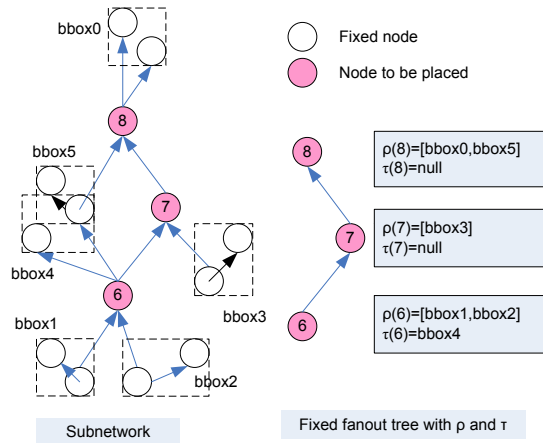 bbox0
Fixed node
Node to be placed
8
bbox5
7
bbox4
6
bbox3
bbox1
bbox2
Subnetwork
8
ρ(8)=[bbox0,bbox5]
τ(8)=null
7
ρ(7)=[bbox3]
τ(7)=null
6
ρ(6)=[bbox1,bbox2]
τ(6)=bbox4
Fixed fanout tree with ρ and τ